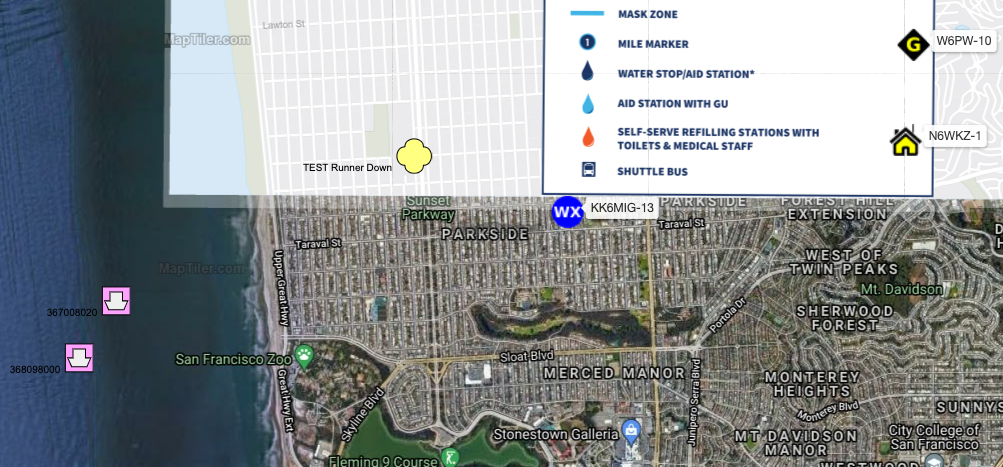 Lawton St
MapTiler.com
MASK ZONE
1
MILE MARKER
WATER STOP/AID STATION*
AID STATION WITH GU
SELF-SERVE REFILLING STATIONS WITH
TOILETS & MEDICAL STAFF
SHUTTLE BUS
G
W6PW-10
N6WKZ-1
TEST Runner Down
WX
KK6MIG-13
Sunset
Parkway
PARKSIDE
PARKSIDE
Taraval St
Taraval St
FOREST HILL
EXTENSION
WEST OF
TWIN PEAKS
Mt. Davidson
SHERWOOD
FOREST
MapTiler.com
Upper Great Hwy
367008020
368098000
San Francisco Zoo
Great Hwy Ext
Skyline Blvd
Sloat Blvd
MERCED MANOR
Portola Dr
Junipero Serra Blvd
MONTEREY
HEIGHTS
Monterey Blvd
SUNNYS
Stonestown Galleria
MT DAVIDSON
MANOR
City College of
San Francisco
Fleming 9 Course
WESTWOOD